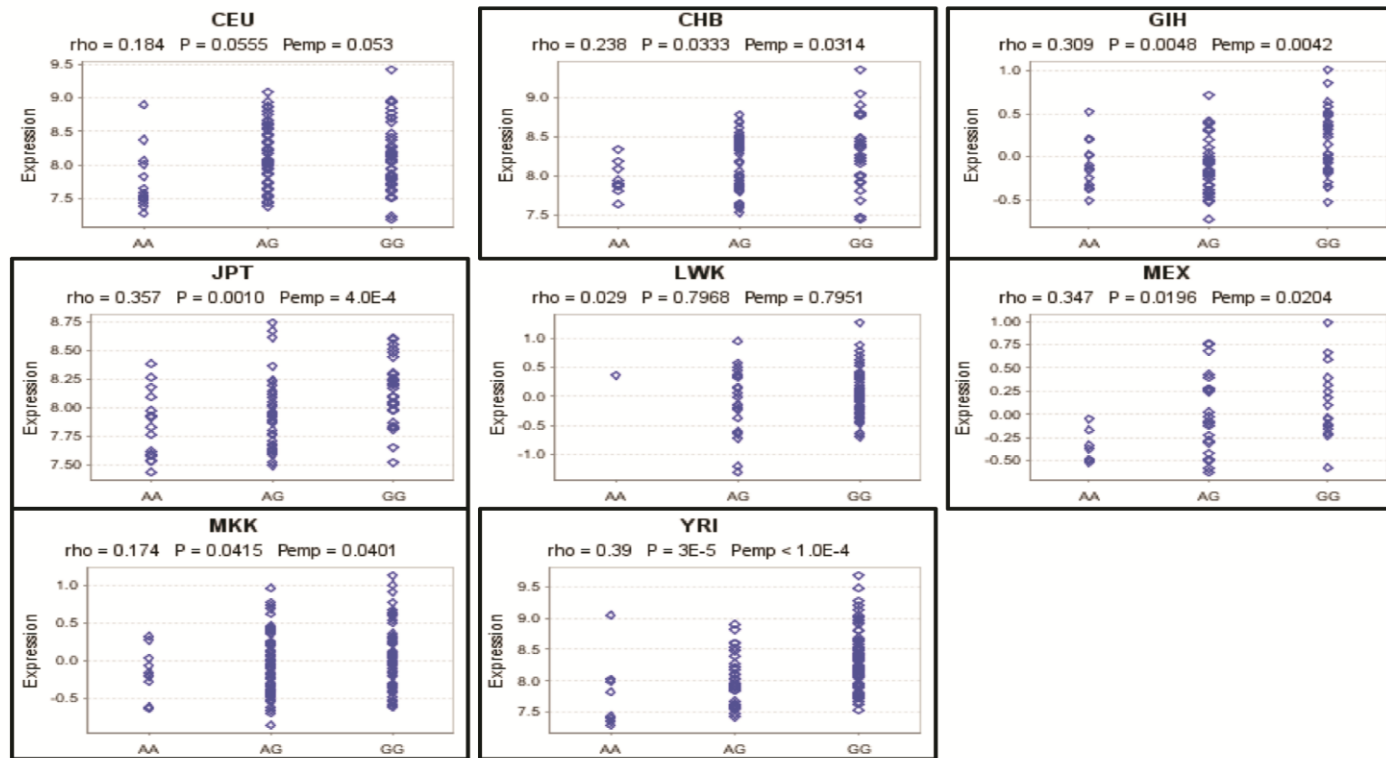 CEU
rho = 0.184 P = 0.0555 Pemp = 0.053
Expression
9.5
9.0
8.5
8.0
7.5
AA AG GG
CHB
rho = 0.238 P = 0.0333 Pemp = 0.0314
Expression
9.0
8.5
8.0
7.5
AA AG GG
GIH
rho = 0.309 P = 0.0048 Pemp = 0.0042
Expression
1.0
0.5
0.0
-0.5
AA AG GG
JPT
rho = 0.357 P = 0.0010 Pemp = 4.0E-4
Expression
8.75
8.50
8.25
8.00
7.75
7.50
AA AG GG
LWK
rho = 0.029 P = 0.7968 Pemp = 0.7951
Expression
1.0
0.5
0.0
-0.5
-1.0
AA AG GG
MEX
rho = 0.347 P = 0.0196 Pemp = 0.0204
Expression
1.00
0.75
0.50
0.25
0.00
-0.25
-0.50
AA AG GG
MKK
rho = 0.174 P = 0.0415 Pemp = 0.0401
Expression
1.0
0.5
0.0
-0.5
AA AG GG
YRI
rho = 0.39 P = 3E-5 Pemp < 1.0E-4
Expression
9.5
9.0
8.5
8.0
7.5
AA AG GG